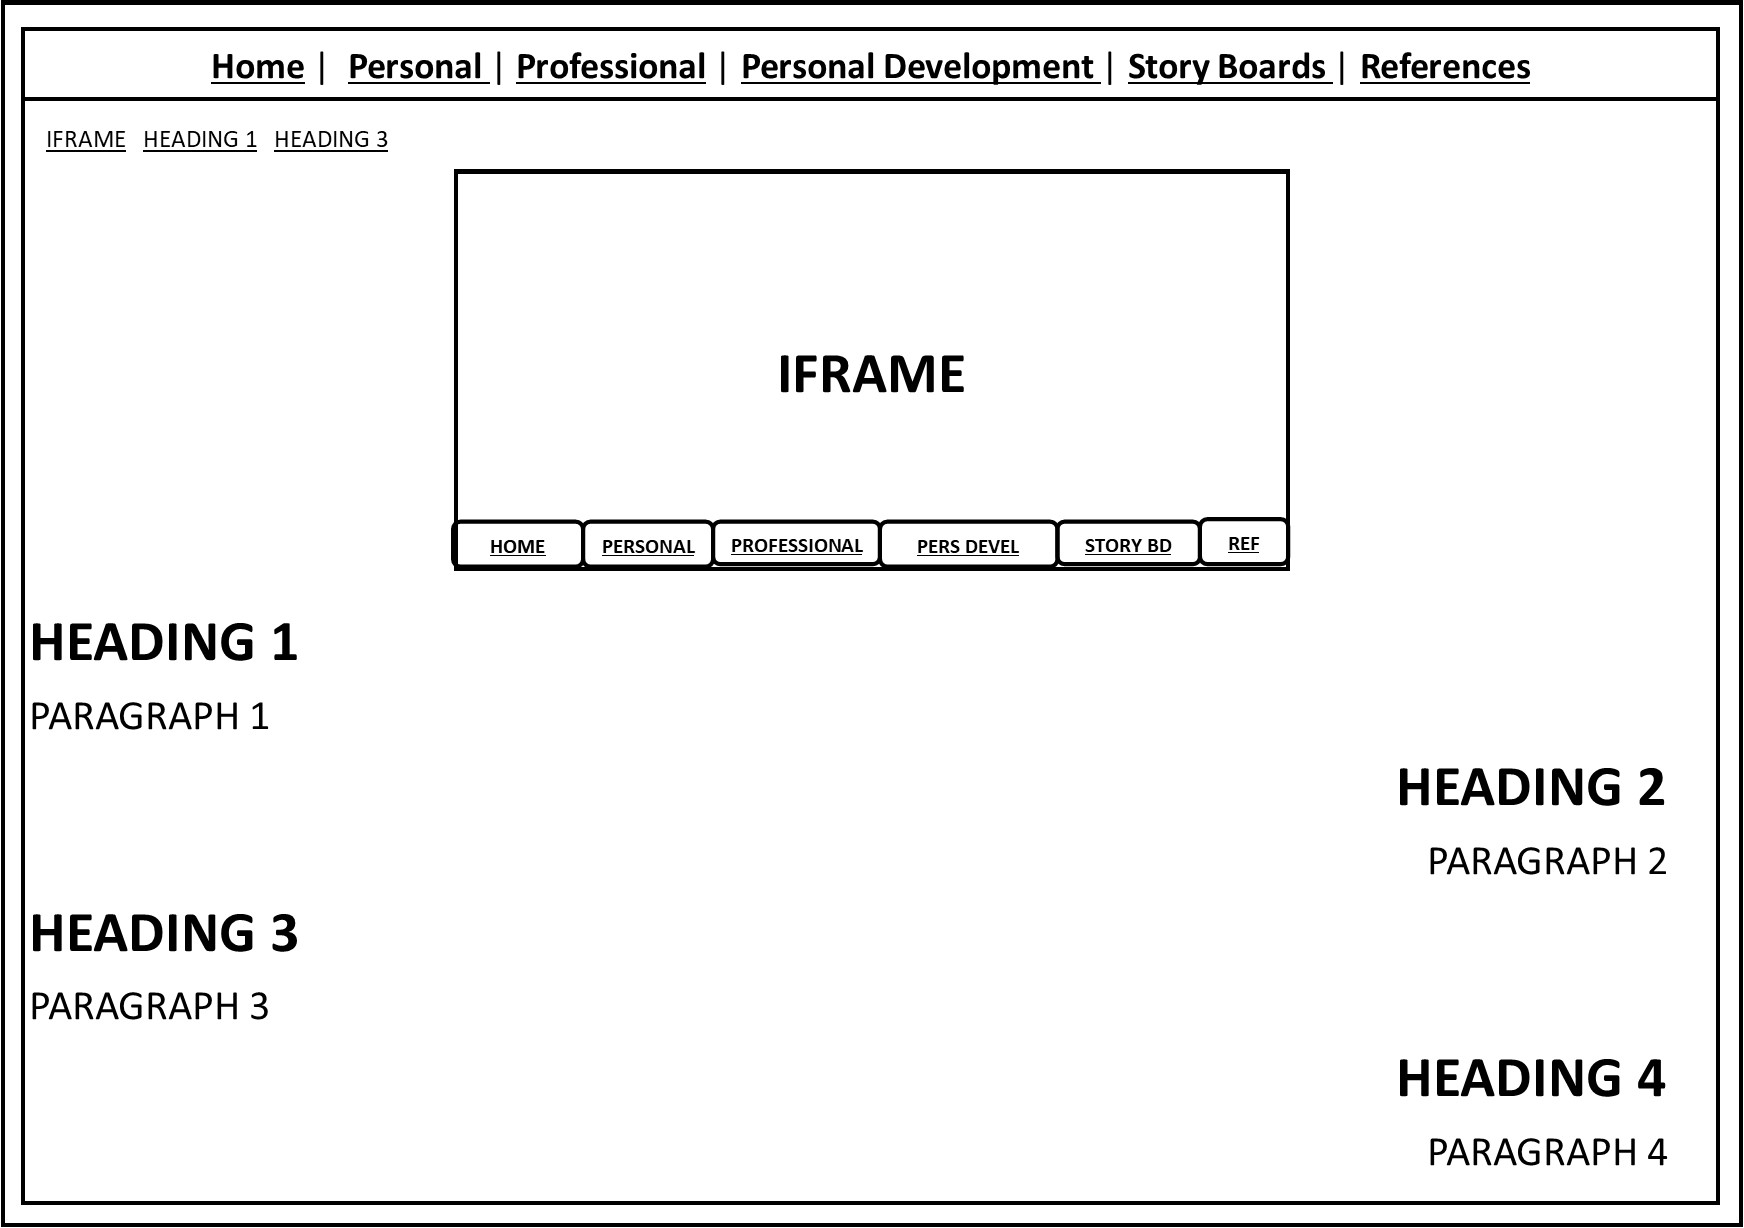 Home | Personal | Professional | Personal Development | Story Boards | References
IFRAME HEADING 1 HEADING 3
IFRAME
HOME PERSONAL PROFESSIONAL PERS DEVEL STORY BD REF
HEADING 1
PARAGRAPH 1
HEADING 2
PARAGRAPH 2
HEADING 3
PARAGRAPH 3
HEADING 4
PARAGRAPH 4